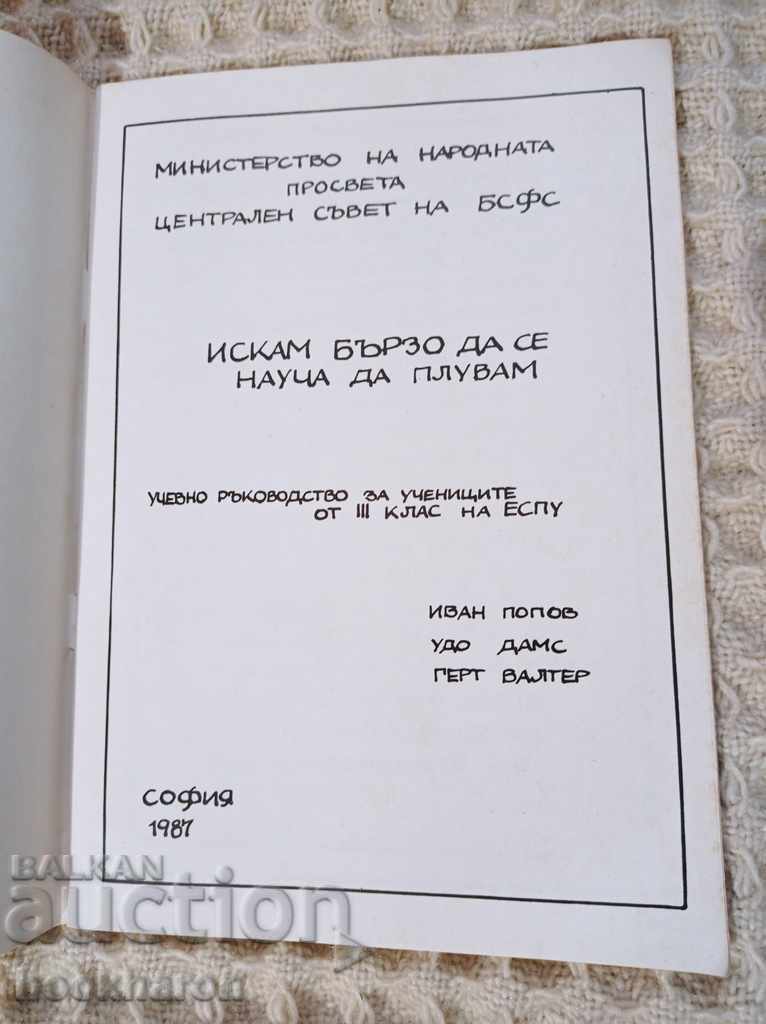 МИНИСТЕРСТВО НА НАРОДНАТА
ПРОСВЕТА
ЦЕНТРАЛЕН СЪВЕТ НА БСФС
ИСКАМ БЪРЗО ДА СЕ
НАУЧА ДА ПЛУВАМ
УЧЕБНО РЪКОВОДСТВО ЗА УЧЕНИЦИТЕ
ОТ III КЛАС НА ЕСПУ
ИВАН ПОПОВ
УДО ДАМС
ГЕРТ ВАЛТЕР
СОФИЯ
1987
BALKAN
auction
bookharon